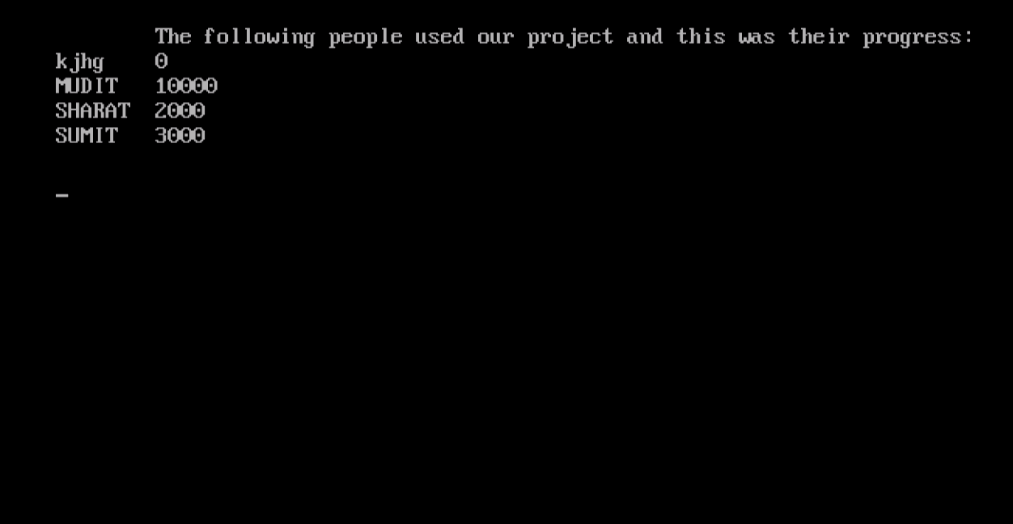 The following people used our project and this was their progress:
kjhg 0
MUDIT 10000
SHARAT 2000
SUMIT 3000
_